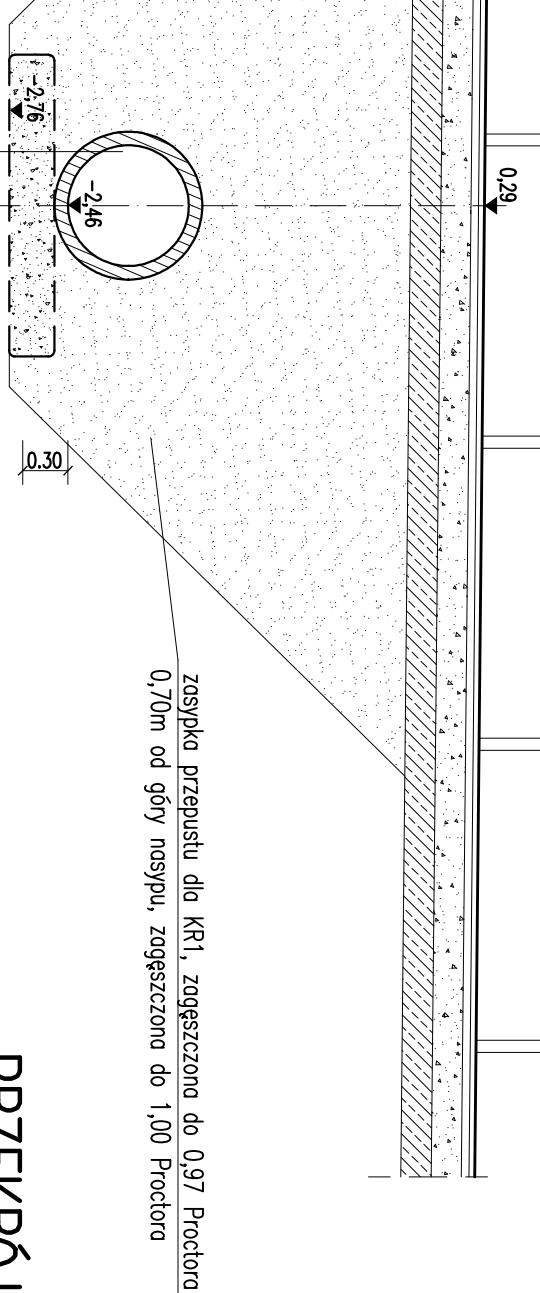 0,29
-2,46
-2,76
0.30
zasypka przepustu dla KR1, zagęszczona do 0,97 Proctora
0,70m od góry nasypu, zagęszczona do 1,00 Proctora